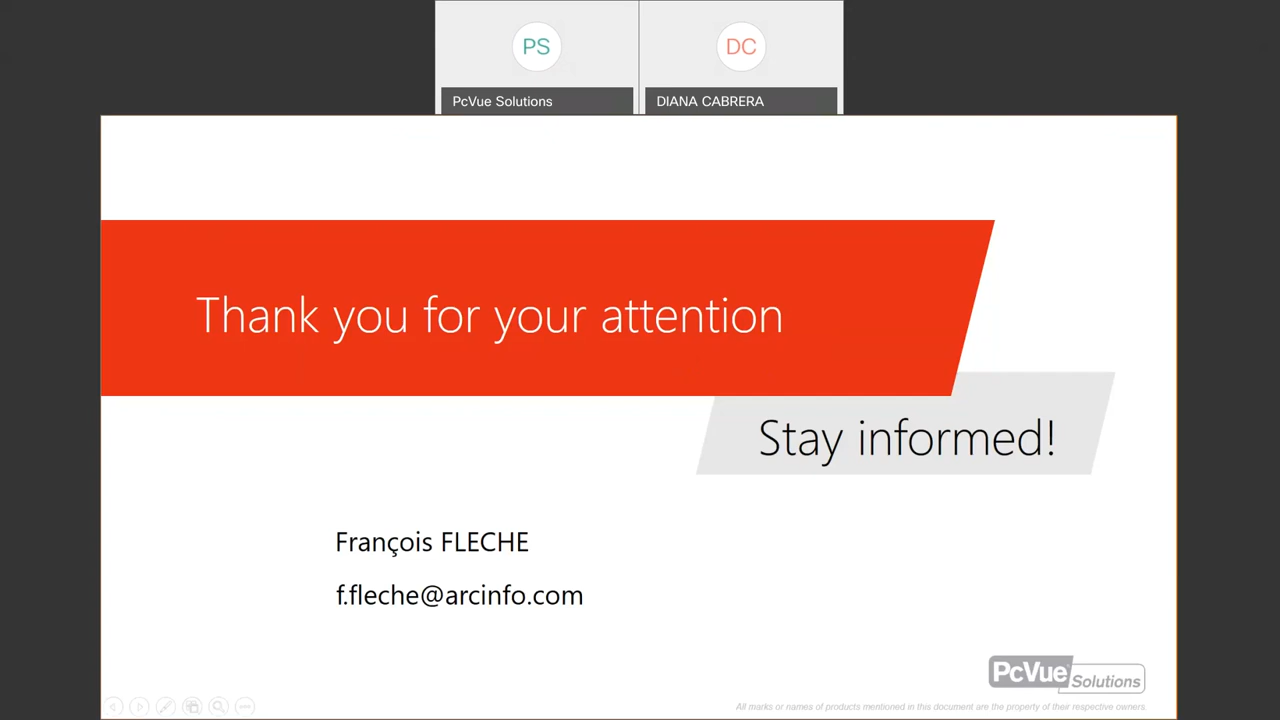 PS
DC
PcVue Solutions
DIANA CABRERA
Thank you for your attention
Stay informed!
François FLECHE
f.fleche@arcinfo.com
PcVue Solutions
All marks or names of products mentioned in this document are the property of their respective owners.